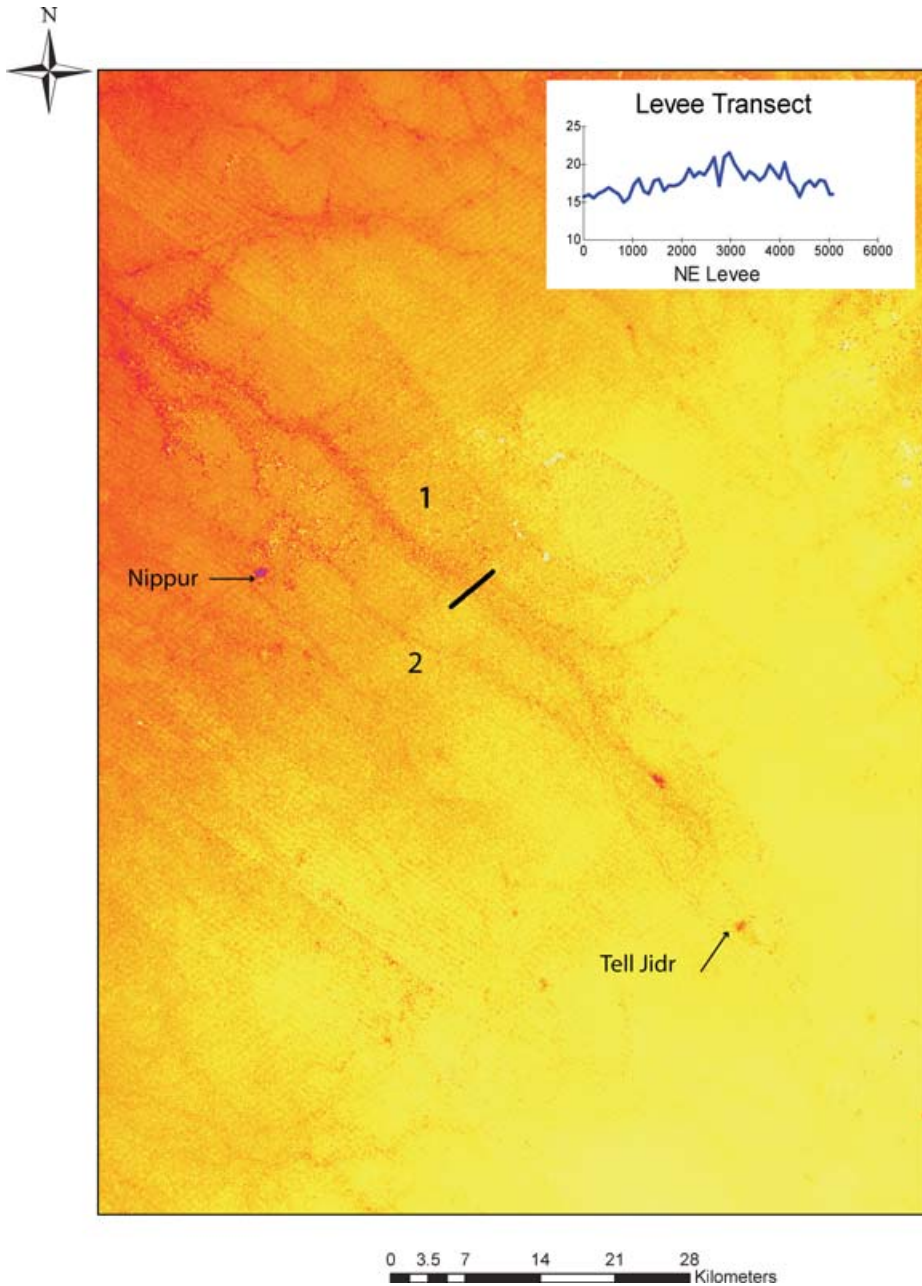 N
Levee Transect
25
20
15
10
0 1000 2000 3000 4000 5000 6000
NE Levee
1
Nippur
2
Tell Jidr
0 3.5 7 14 21 28
Kilometers